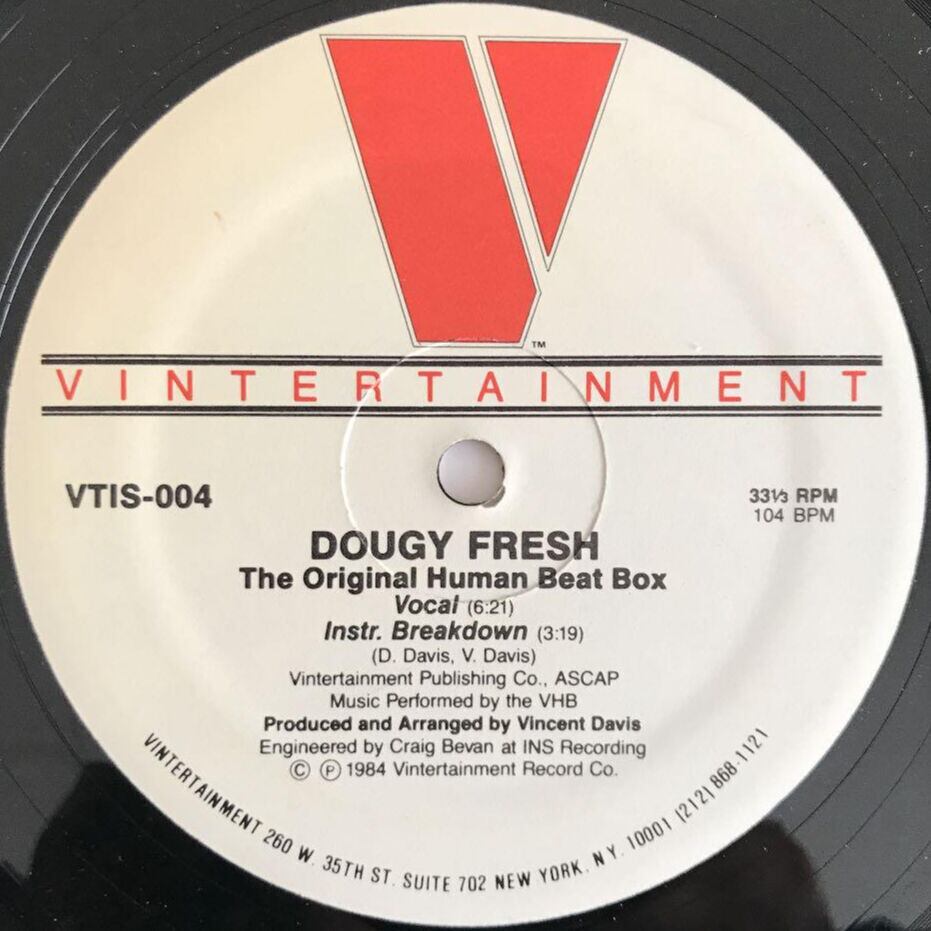 V
TM
VINTERTAINMENT
VTIS-004
33⅓ RPM
104 BPM
DOUGY FRESH
The Original Human Beat Box
Vocal (6:21)
Instr. Breakdown (3:19)
(D. Davis, V. Davis)
Vintertainment Publishing Co., ASCAP
Music Performed by the VHB
Produced and Arranged by Vincent Davis
Engineered by Craig Bevan at INS Recording
© ℗ 1984 Vintertainment Record Co.
VINTERTAINMENT 260 W. 35TH ST. SUITE 702 NEW YORK. N.Y. 10001 (212) 868-1121